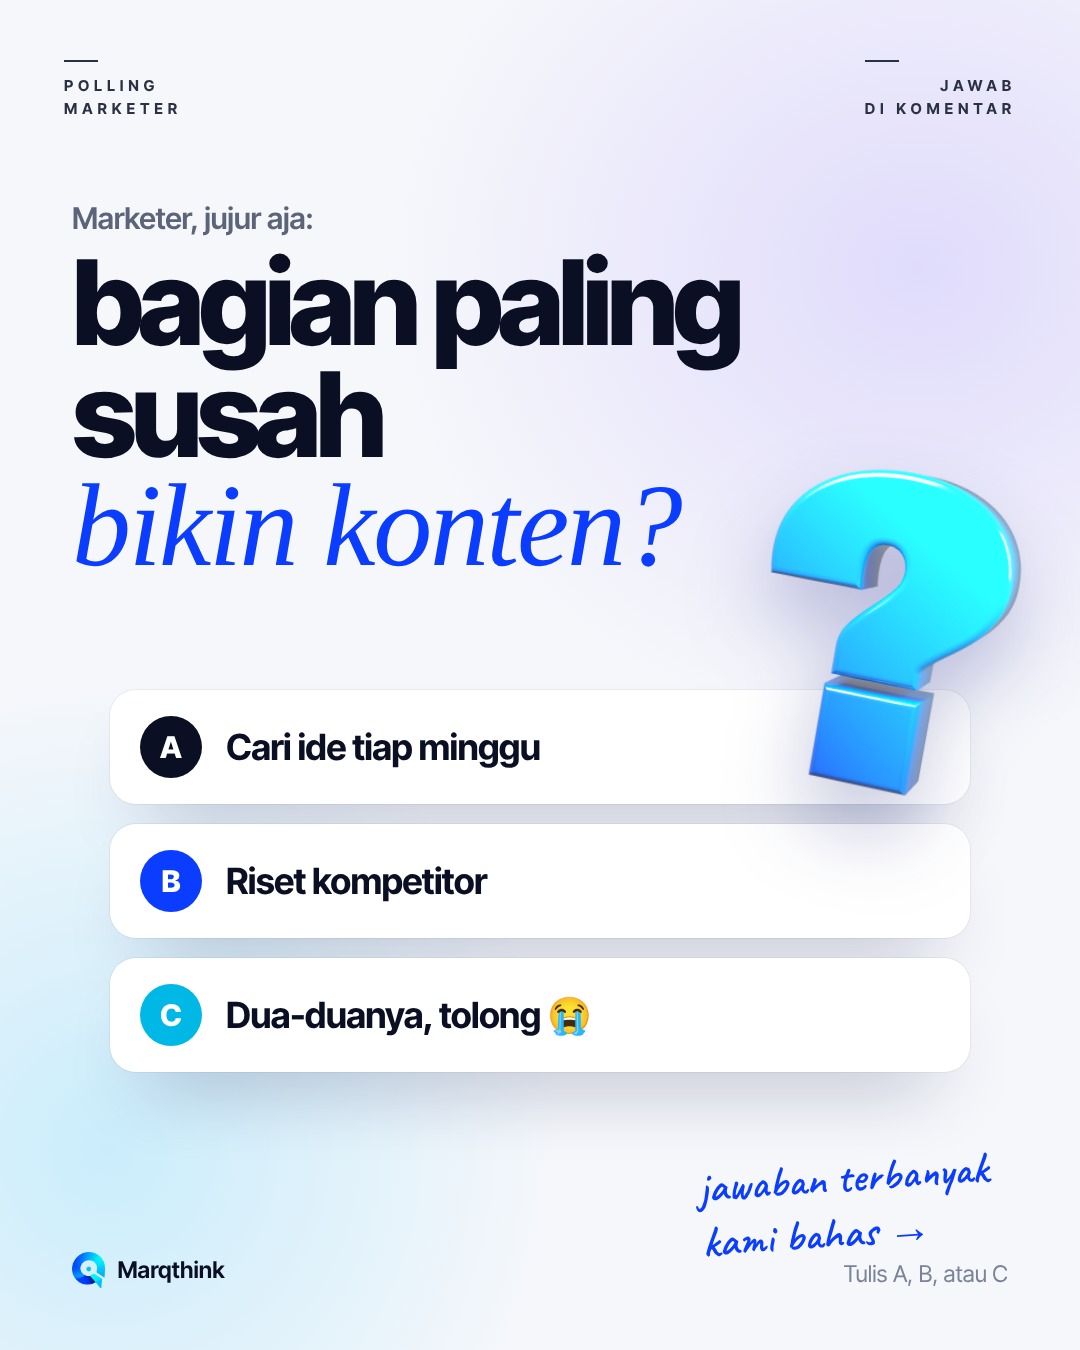 POLLING
MARKETER
JAWAB
DI KOMENTAR
Marketer, jujur aja:
bagian paling
susah
bikin konten?
?
A Cari ide tiap minggu
B Riset kompetitor
C Dua-duanya, tolong 😭
jawaban terbanyak
kami bahas →
Marqthink
Tulis A, B, atau C